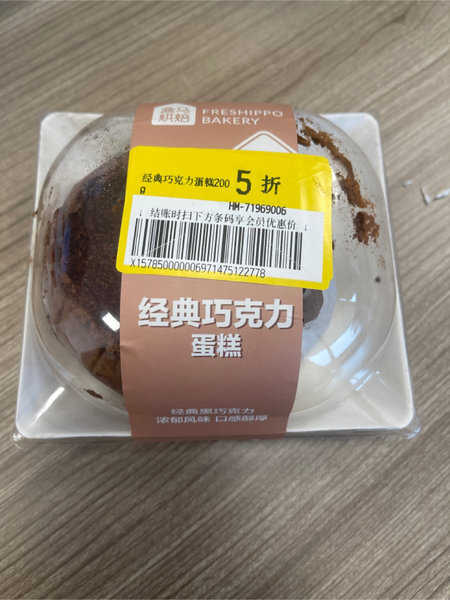 盒马
烘焙
FRESHIPPO
BAKERY
经典巧克力蛋糕200
g
5 折
HM-71969006
↓ 结账时扫下方条码享会员优惠价 ↓
X1578500000006971475122778
经典巧克力
蛋糕
经典黑巧克力
浓郁风味 口感醇厚